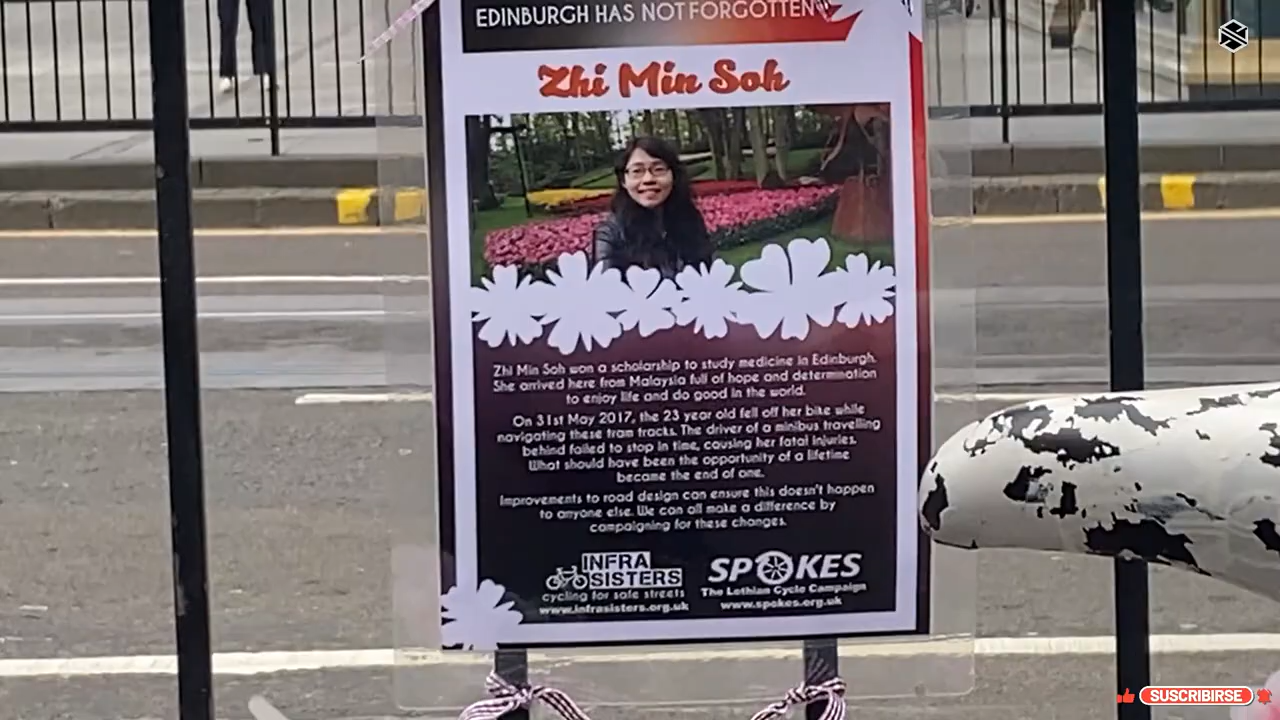 EDINBURGH HAS NOT FORGOTTEN
Zhi Min Soh
Zhi Min Soh won a scholarship to study medicine in Edinburgh.
She arrived here from Malaysia full of hope and determination
to enjoy life and do good in the world.
On 31st May 2017, the 23 year old fell off her bike while
navigating these tram tracks. The driver of a minibus travelling
behind failed to stop in time, causing her fatal injuries.
What should have been the opportunity of a lifetime
became the end of one.
Improvements to road design can ensure this doesn't happen
to anyone else. We can all make a difference by
campaigning for these changes.
INFRA
SISTERS
cycling for safe streets
www.infrasisters.org.uk
SPOKES
The Lothian Cycle Campaign
www.spokes.org.uk
SUSCRIBIRSE